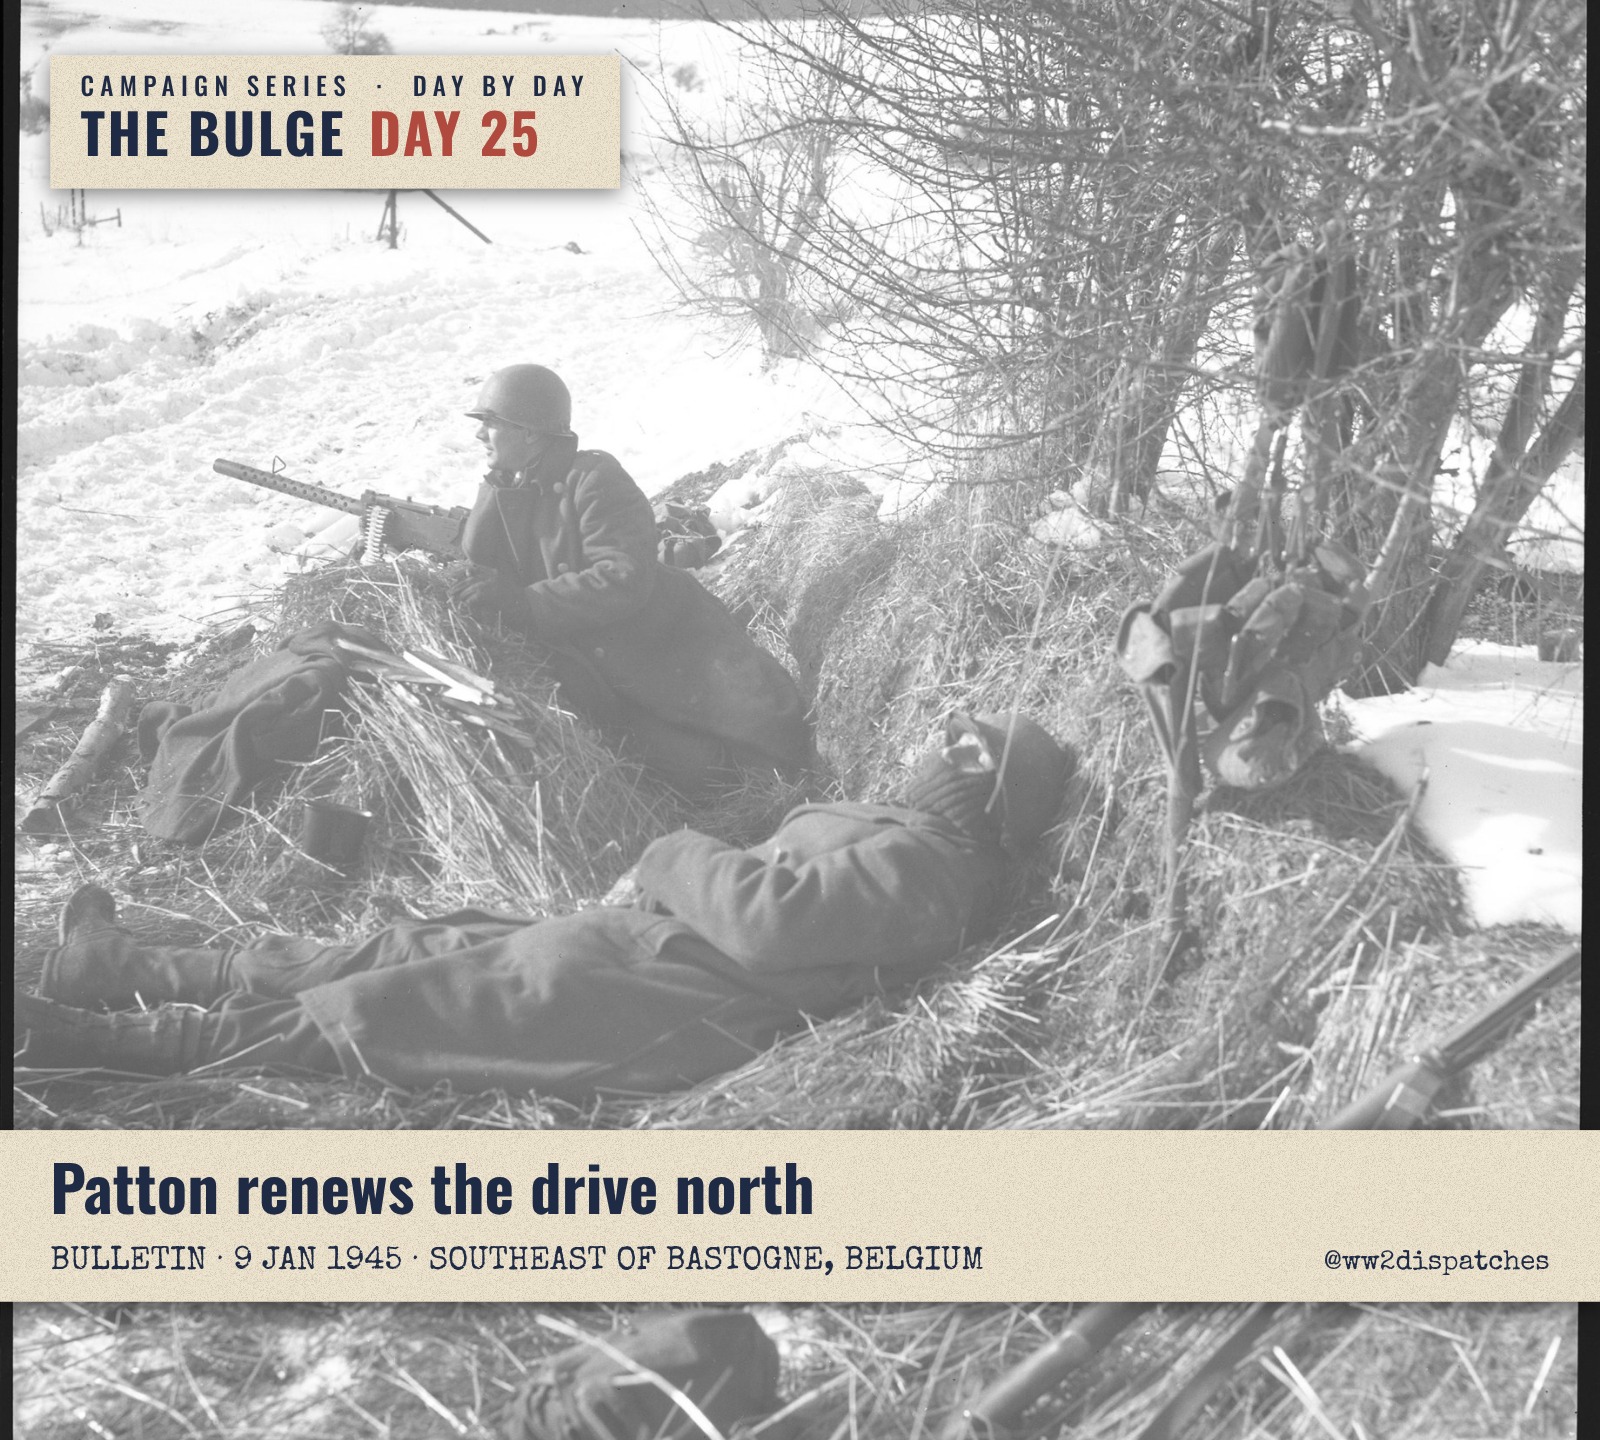 CAMPAIGN SERIES · DAY BY DAY
THE BULGE DAY 25
Patton renews the drive north
BULLETIN · 9 JAN 1945 · SOUTHEAST OF BASTOGNE, BELGIUM
@ww2dispatches